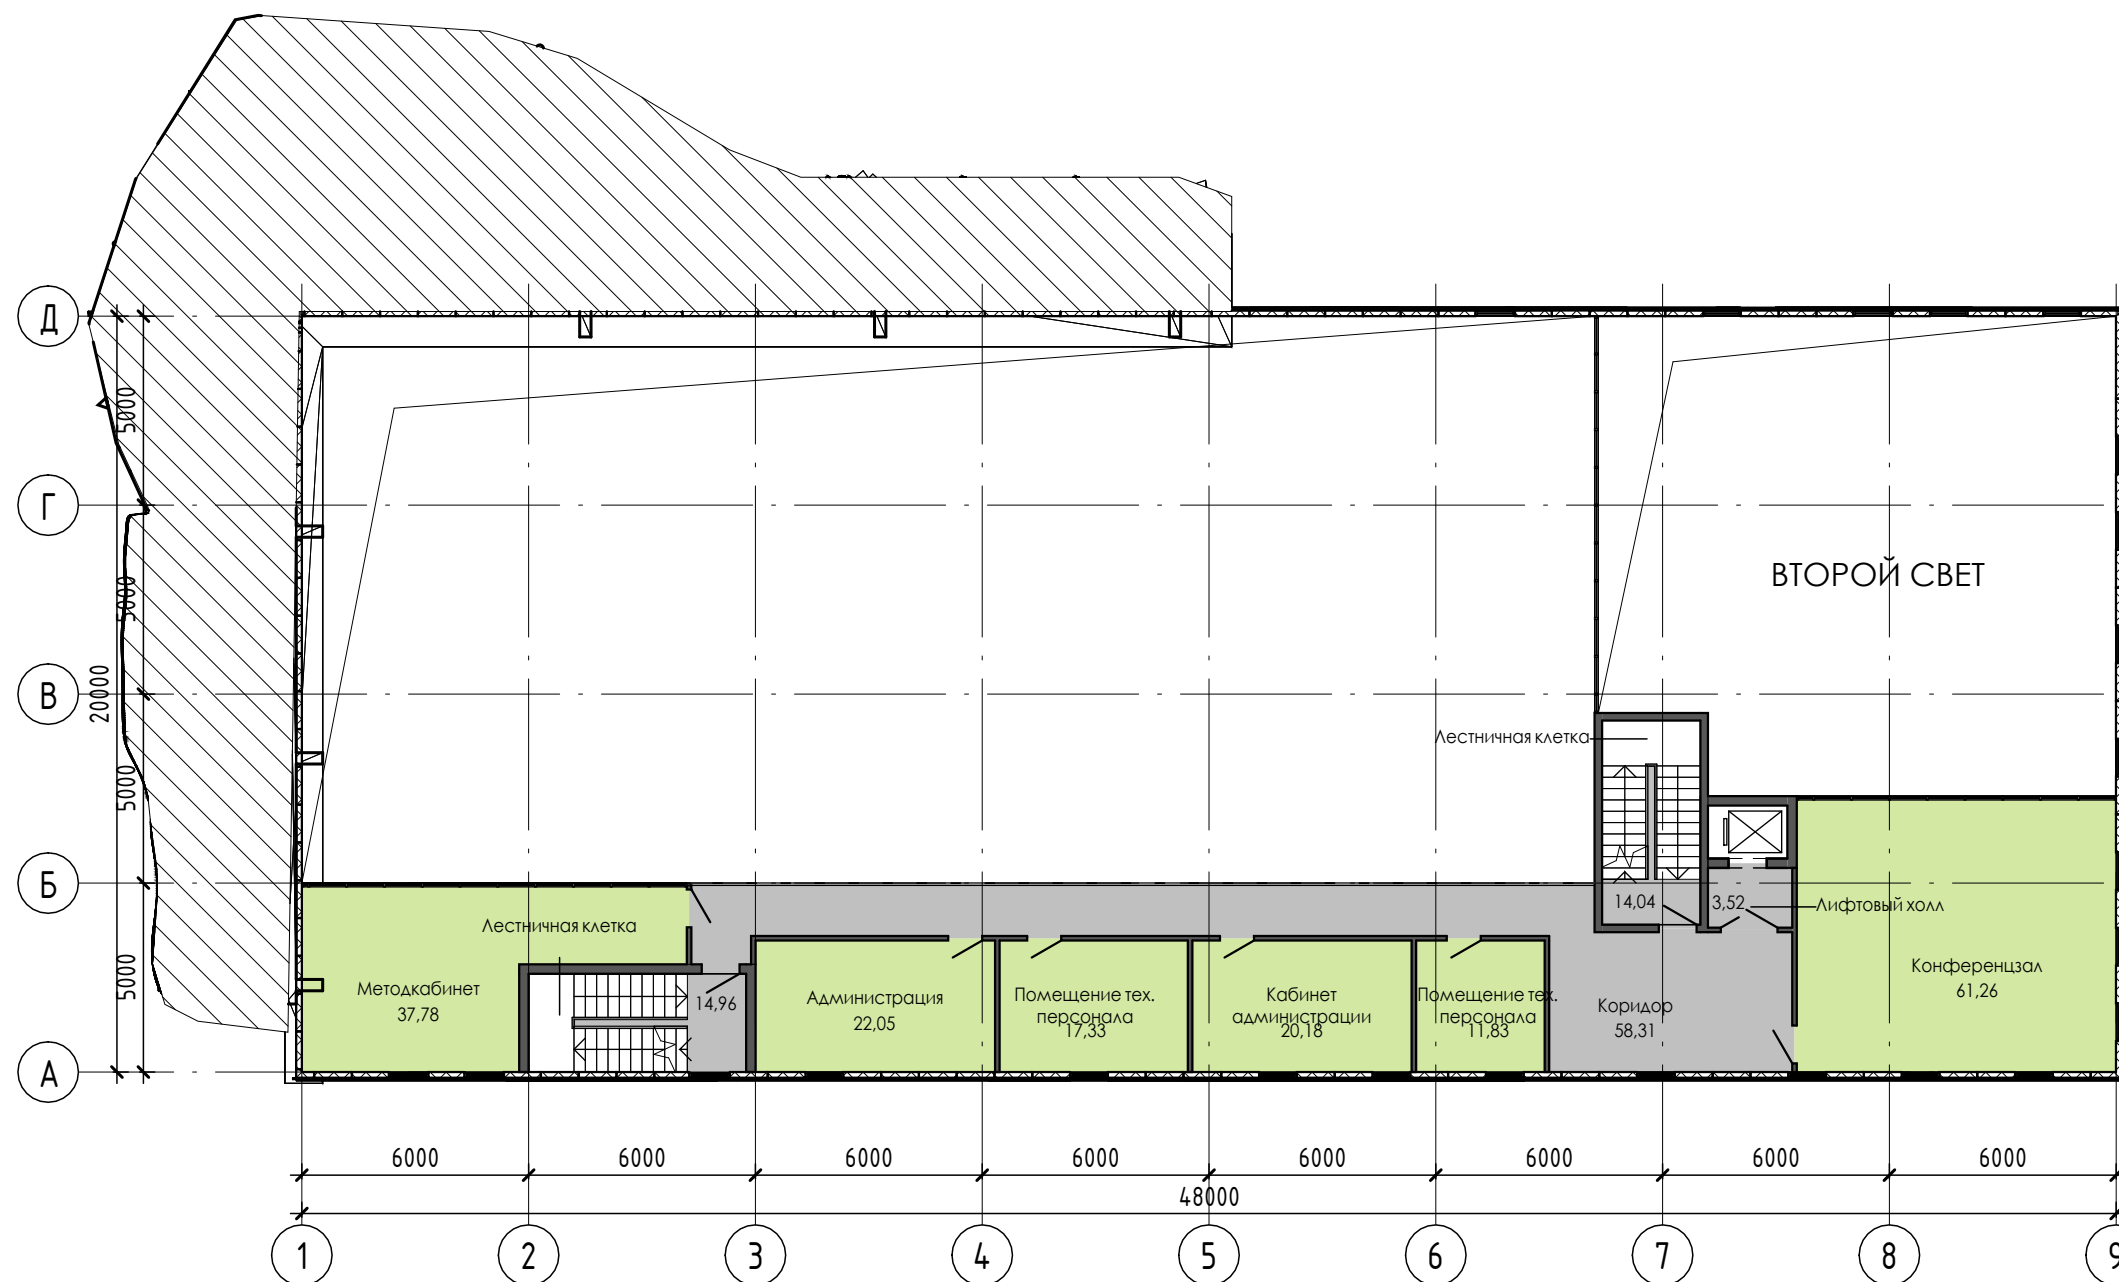 Д
5000
Г
5000
ВТОРОЙ СВЕТ
В
20000
Лестничная клетка
5000
Б
14,04
3,52
Лифтовый холл
Лестничная клетка
5000
Методкабинет
37,78
14,96
Администрация
22,05
Помещение тех.
персонала
17,33
Кабинет
администрации
20,18
Помещение тех.
персонала
11,83
Коридор
58,31
Конференцзал
61,26
А
6000
6000
6000
6000
6000
6000
6000
6000
48000
1
2
3
4
5
6
7
8
9